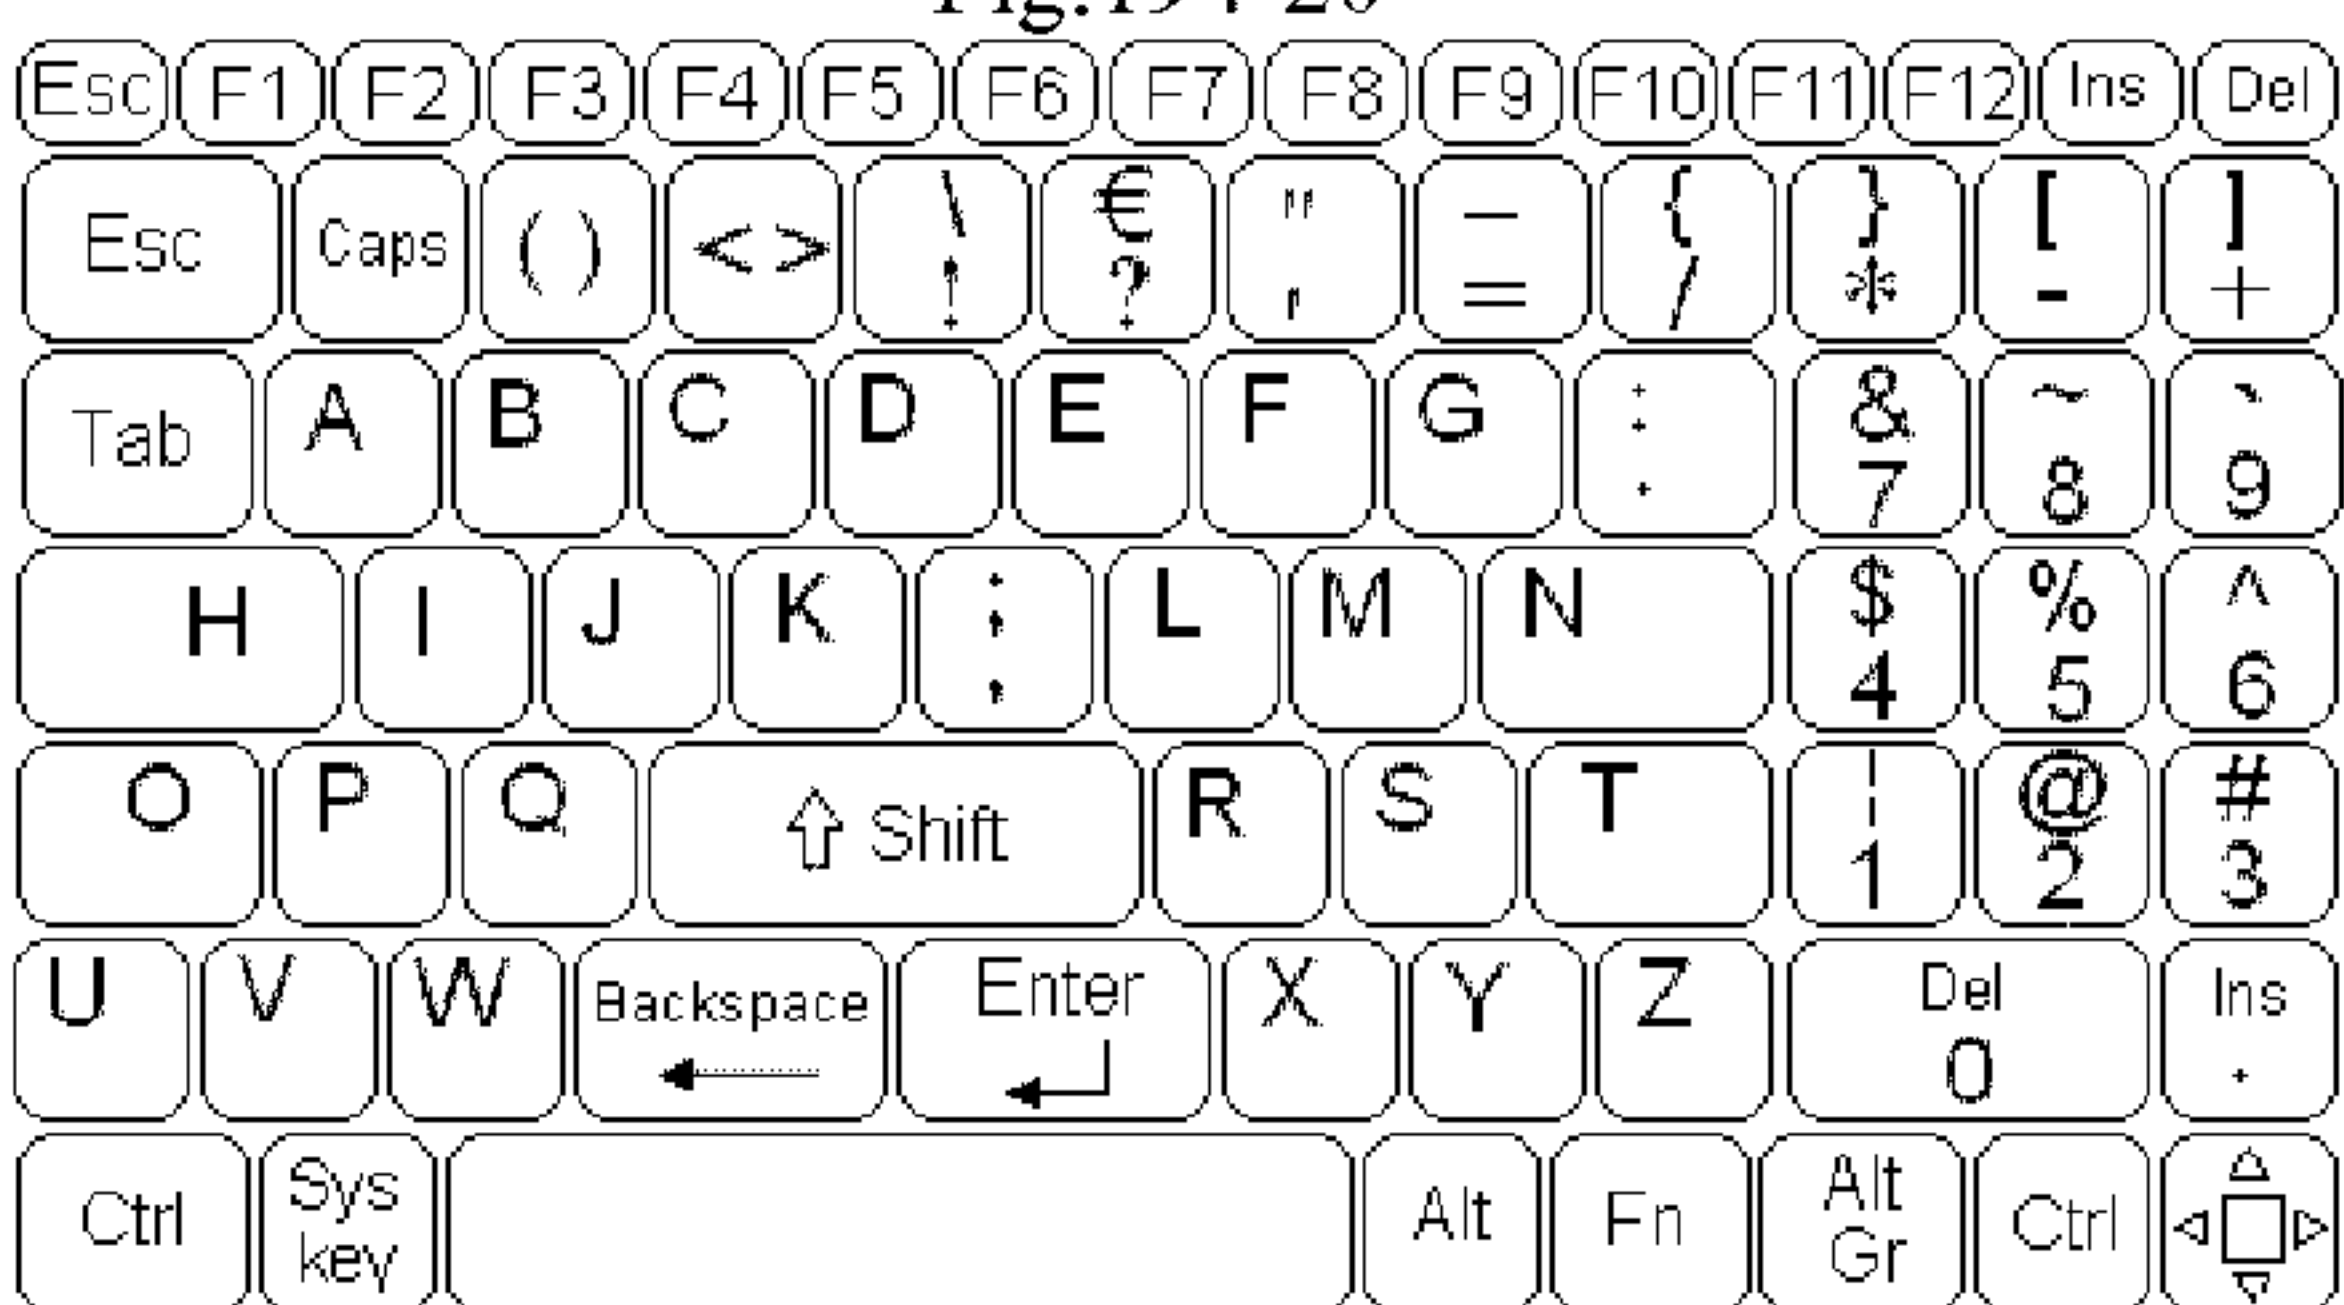 Esc F1 F2 F3 F4 F5 F6 F7 F8 F9 F10 F11 F12 Ins Del
\ € " _ { } [ ]
Esc Caps ( ) < > ! ? ' = / * - +
A B C D E F G : & ~ `
Tab . 7 8 9
H I J K ; L M N $ % ^
, 4 5 6
O P Q Shift R S T | @ #
1 2 3
U V W Backspace Enter X Y Z Del Ins
0 .
Sys Alt
Ctrl key Alt Fn Gr Ctrl